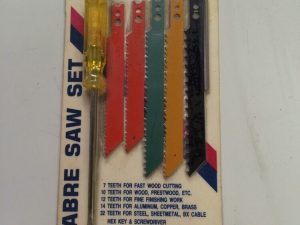 ABRE SAW SET
7 TEETH FOR FAST WOOD CUTTING
10 TEETH FOR WOOD, PRESTWOOD, ETC.
12 TEETH FOR FINE FINISHING WORK
14 TEETH FOR ALUMINUM, COPPER, BRASS
32 TEETH FOR STEEL, SHEETMETAL, BX CABLE
HEX KEY & SCREWDRIVER